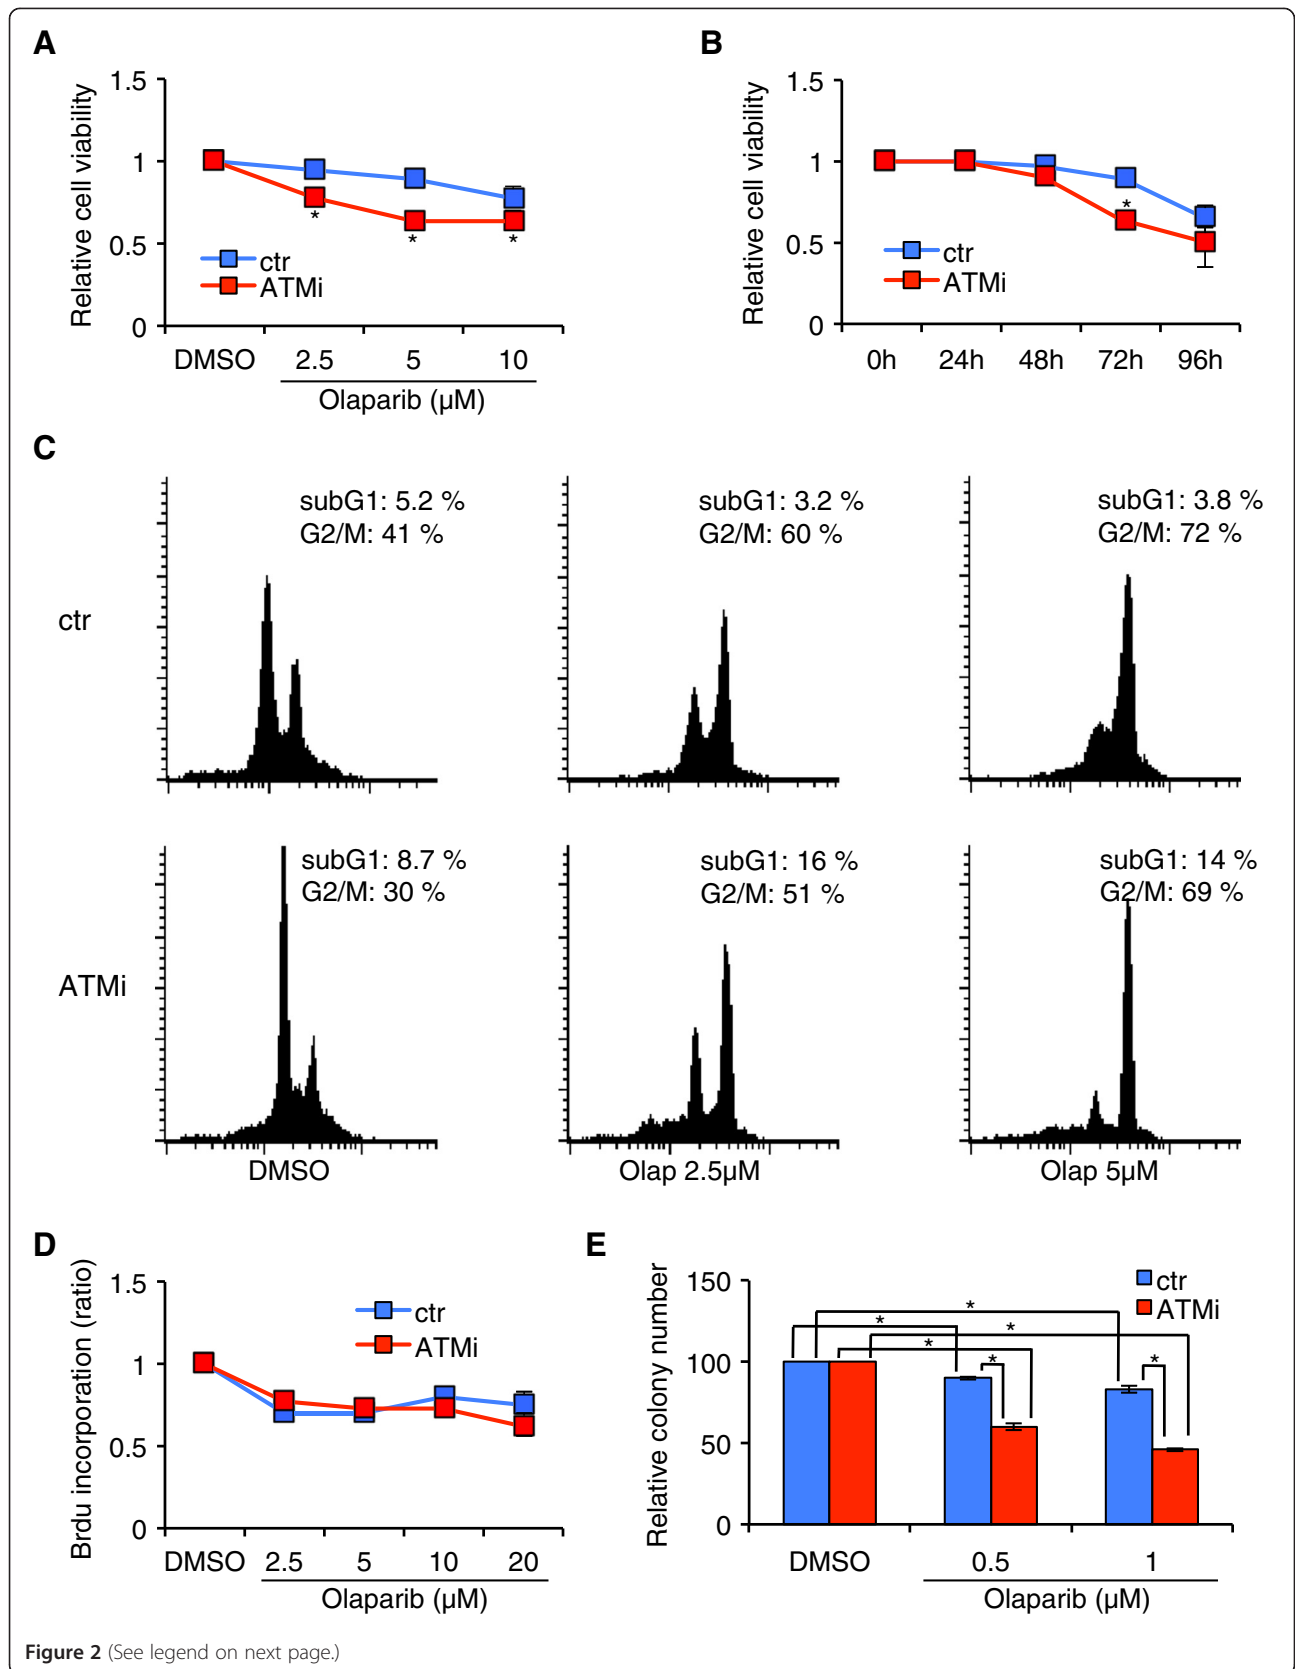 A
Relative cell viability
1.5
1
0.5
0
ctr
ATMi
*
*
*
DMSO
2.5
5
10
Olaparib (µM)
B
Relative cell viability
1.5
1
0.5
0
ctr
ATMi
*
0h
24h
48h
72h
96h
C
ctr
subG1: 5.2 %
G2/M: 41 %
subG1: 3.2 %
G2/M: 60 %
subG1: 3.8 %
G2/M: 72 %
ATMi
subG1: 8.7 %
G2/M: 30 %
subG1: 16 %
G2/M: 51 %
subG1: 14 %
G2/M: 69 %
DMSO
Olap 2.5µM
Olap 5µM
D
Brdu incorporation (ratio)
1.5
1
0.5
0
ctr
ATMi
DMSO
2.5
5
10
20
Olaparib (µM)
E
Relative colony number
150
100
50
0
ctr
ATMi
*
*
*
*
*
*
DMSO
0.5
1
Olaparib (µM)
Figure 2 (See legend on next page.)